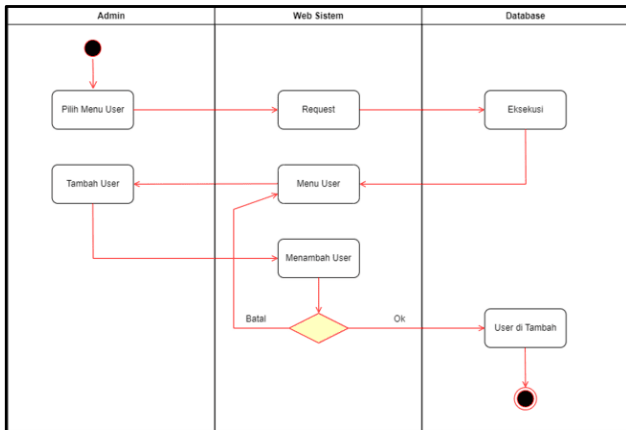 Admin
Web Sistem
Database
Pilih Menu User
Request
Eksekusi
Tambah User
Menu User
Menambah User
Batal
Ok
User di Tambah